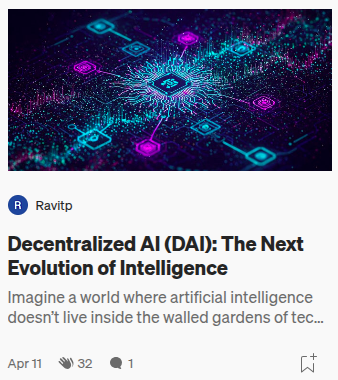 R Ravitp
Decentralized AI (DAI): The Next
Evolution of Intelligence
Imagine a world where artificial intelligence
doesn’t live inside the walled gardens of tec...
Apr 11 32 1